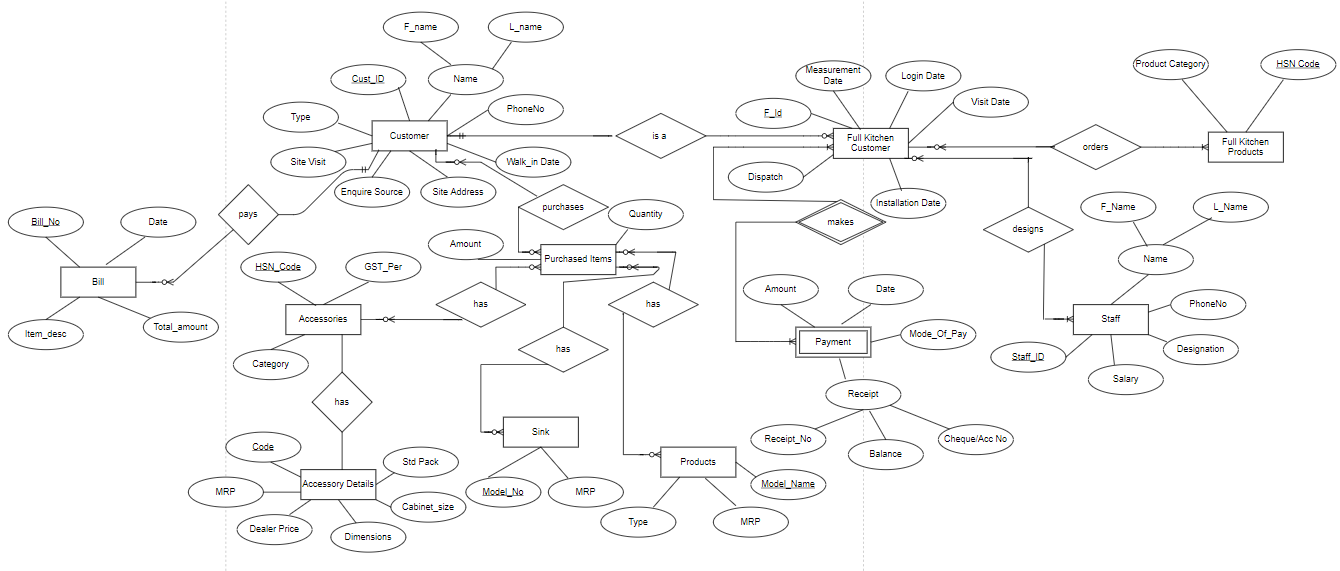 F_name
L_name
Cust_ID
Name
Type
Customer
PhoneNo
Site Visit
Walk_in Date
Enquire Source
Site Address
is a
Measurement
Date
Login Date
F_Id
Visit Date
Full Kitchen
Customer
Dispatch
Installation Date
orders
Product Category
HSN Code
Full Kitchen
Products
pays
purchases
Quantity
makes
designs
F_Name
L_Name
Name
Bill_No
Date
Bill
Item_desc
Total_amount
Amount
Purchased Items
HSN_Code
GST_Per
Accessories
Category
has
has
has
has
Amount
Date
Payment
Mode_Of_Pay
Receipt
Receipt_No
Balance
Cheque/Acc No
PhoneNo
Staff
Designation
Staff_ID
Salary
Code
Std Pack
MRP
Accessory Details
Cabinet_size
Dealer Price
Dimensions
Sink
Model_No
MRP
Products
Model_Name
Type
MRP